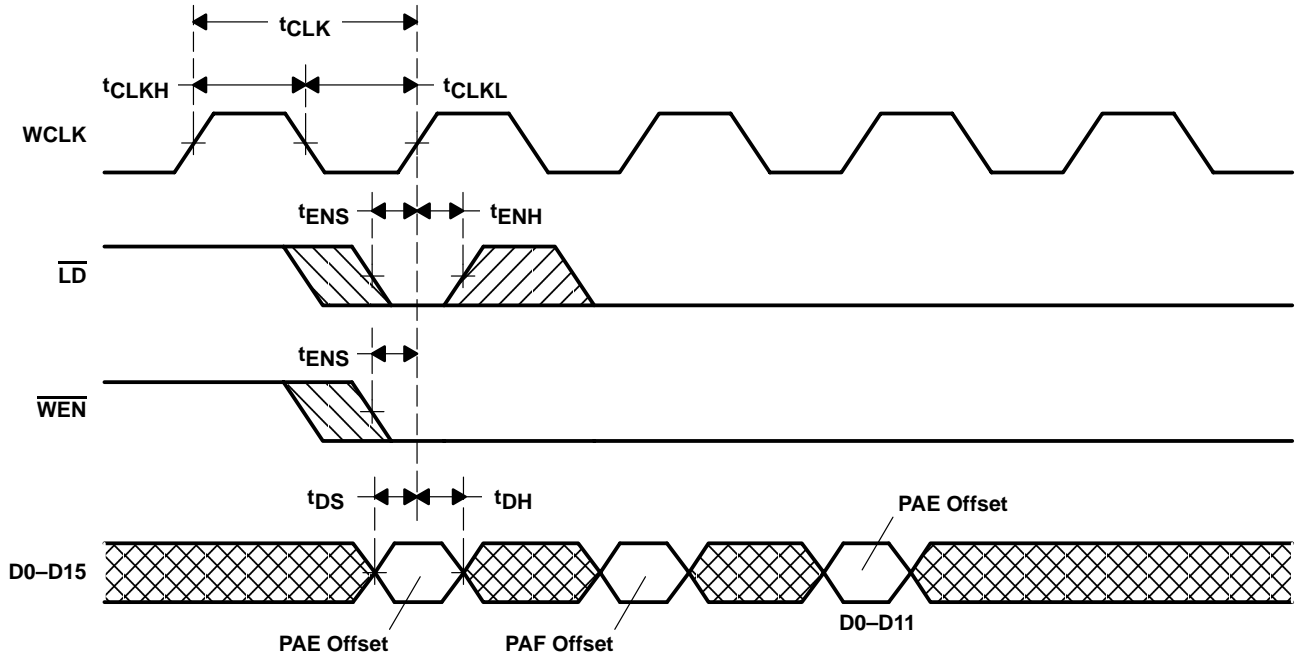 tCLK
tCLKH
tCLKL
WCLK
tENS
tENH
LD
tENS
WEN
tDS
tDH
PAE Offset
D0–D15
D0–D11
PAE Offset
PAF Offset